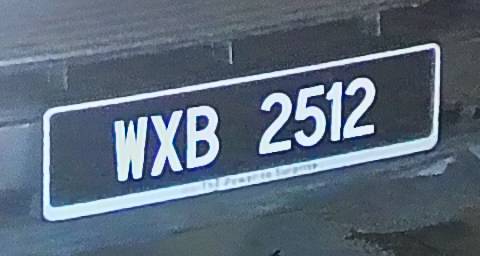 WXB 2512
The Power to Surprise